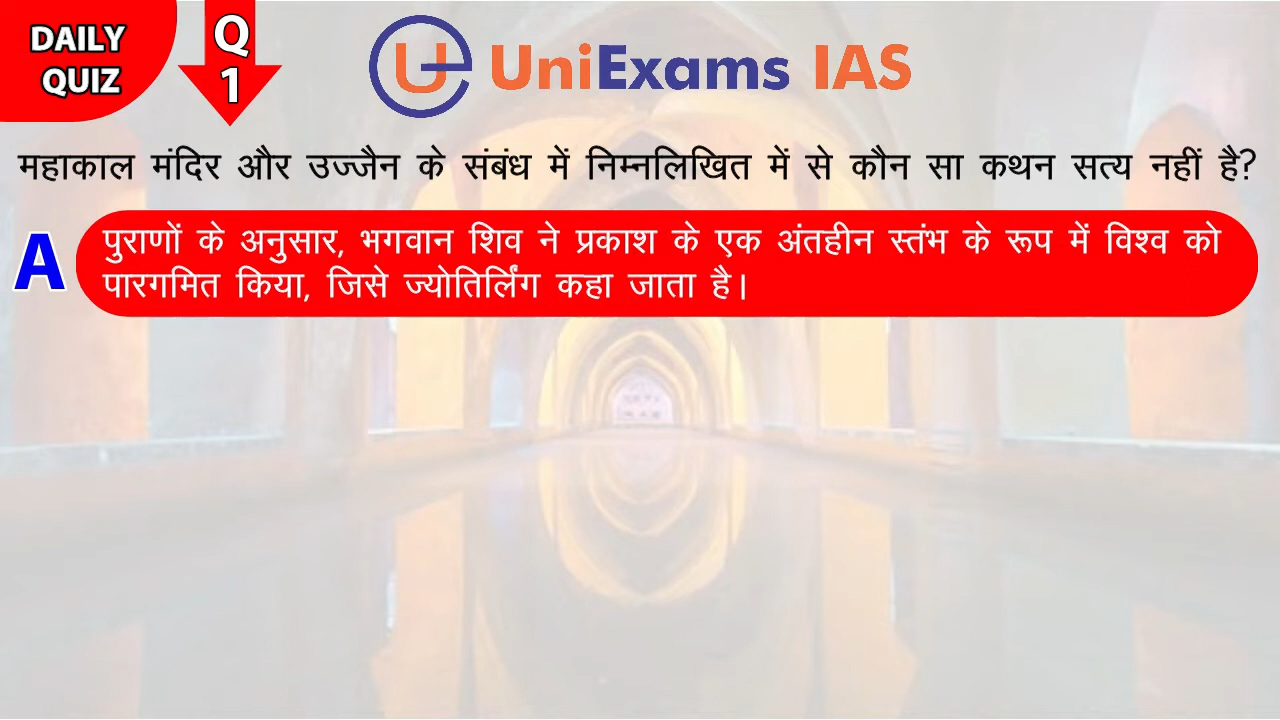 DAILY
QUIZ
Q
1
UniExams IAS
महाकाल मंदिर और उज्जैन के संबंध में निम्नलिखित में से कौन सा कथन सत्य नहीं है?
A
पुराणों के अनुसार, भगवान शिव ने प्रकाश के एक अंतहीन स्तंभ के रूप में विश्व को
पारगमित किया, जिसे ज्योतिर्लिंग कहा जाता है।